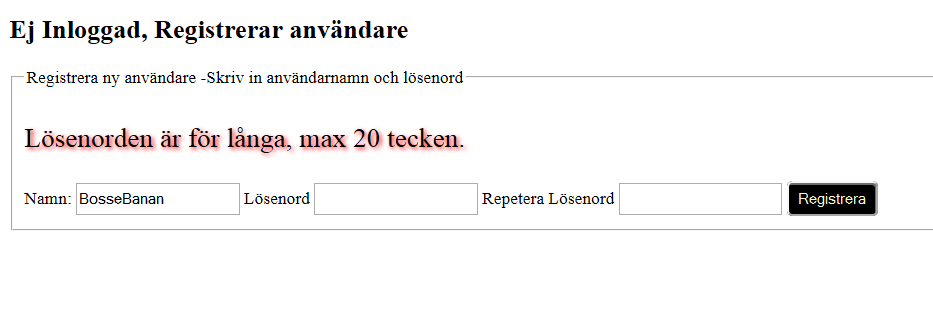 Ej Inloggad, Registrerar användare
Registrera ny användare -Skriv in användarnamn och lösenord
Lösenorden är för långa, max 20 tecken.
Namn: BosseBanan Lösenord Repetera Lösenord Registrera